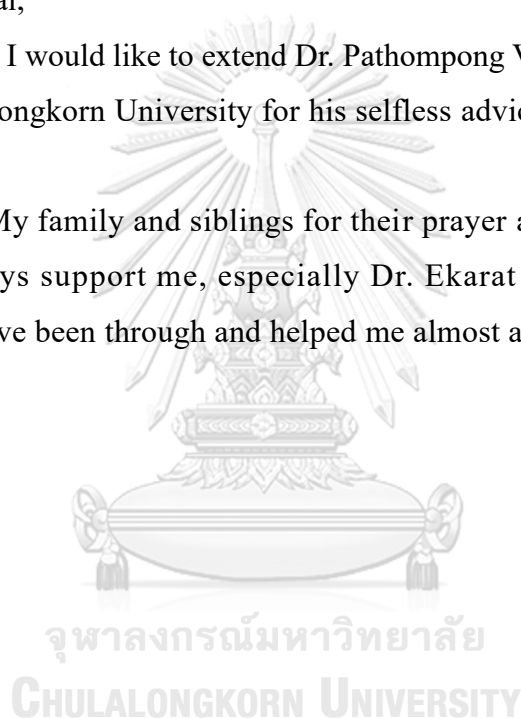 I would like to extend Dr. Pathompong
ongkorn University for his selfless
My family and siblings for their prayer
ys support me, especially Dr. Ekarat
ve been through and helped me almost
จุฬาลงกรณ์มหาวิทยาลัย
CHULALONGKORN UNIVERSITY